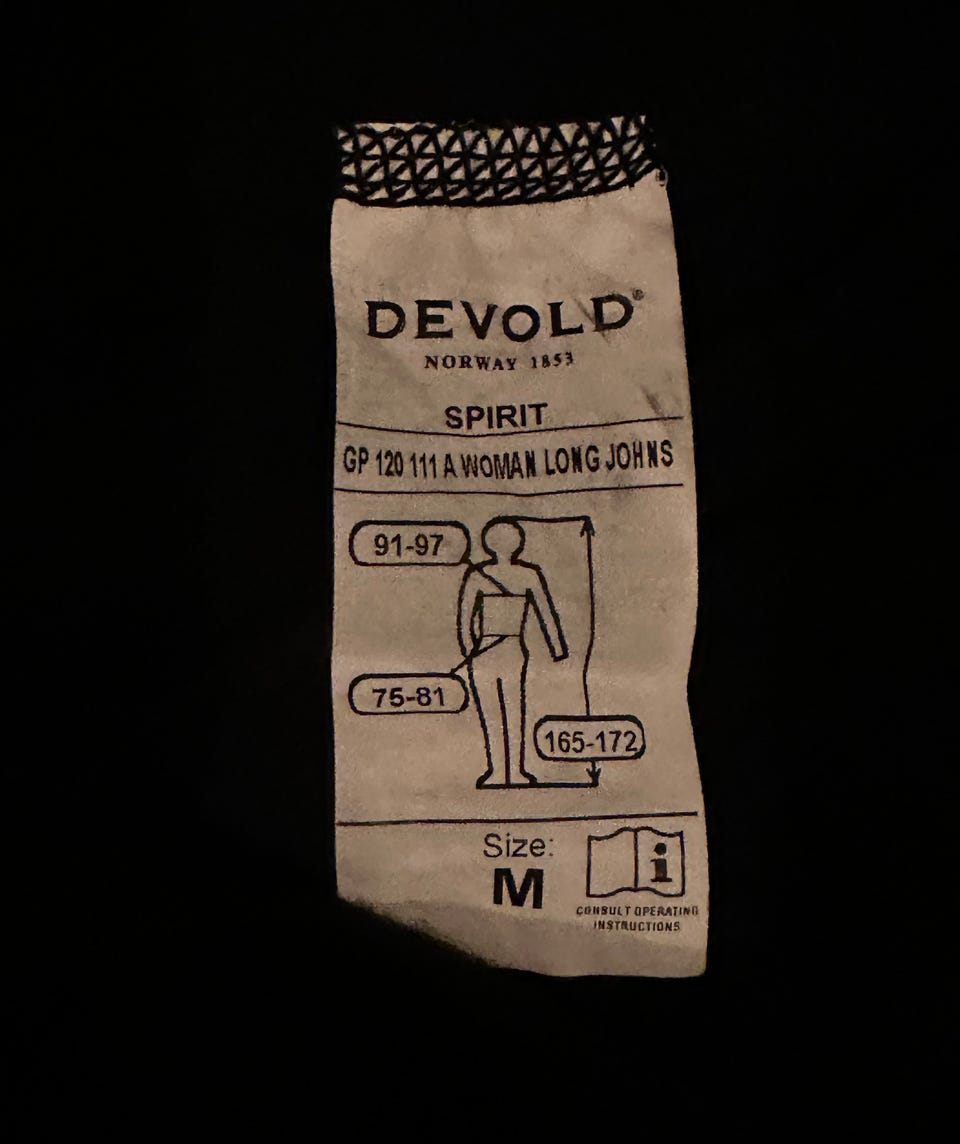 DEVOLD®
NORWAY 1853
SPIRIT
GP 120 111 A WOMAN LONG JOHNS
91-97
75-81
165-172
Size:
M
i
CONSULT OPERATING
INSTRUCTIONS